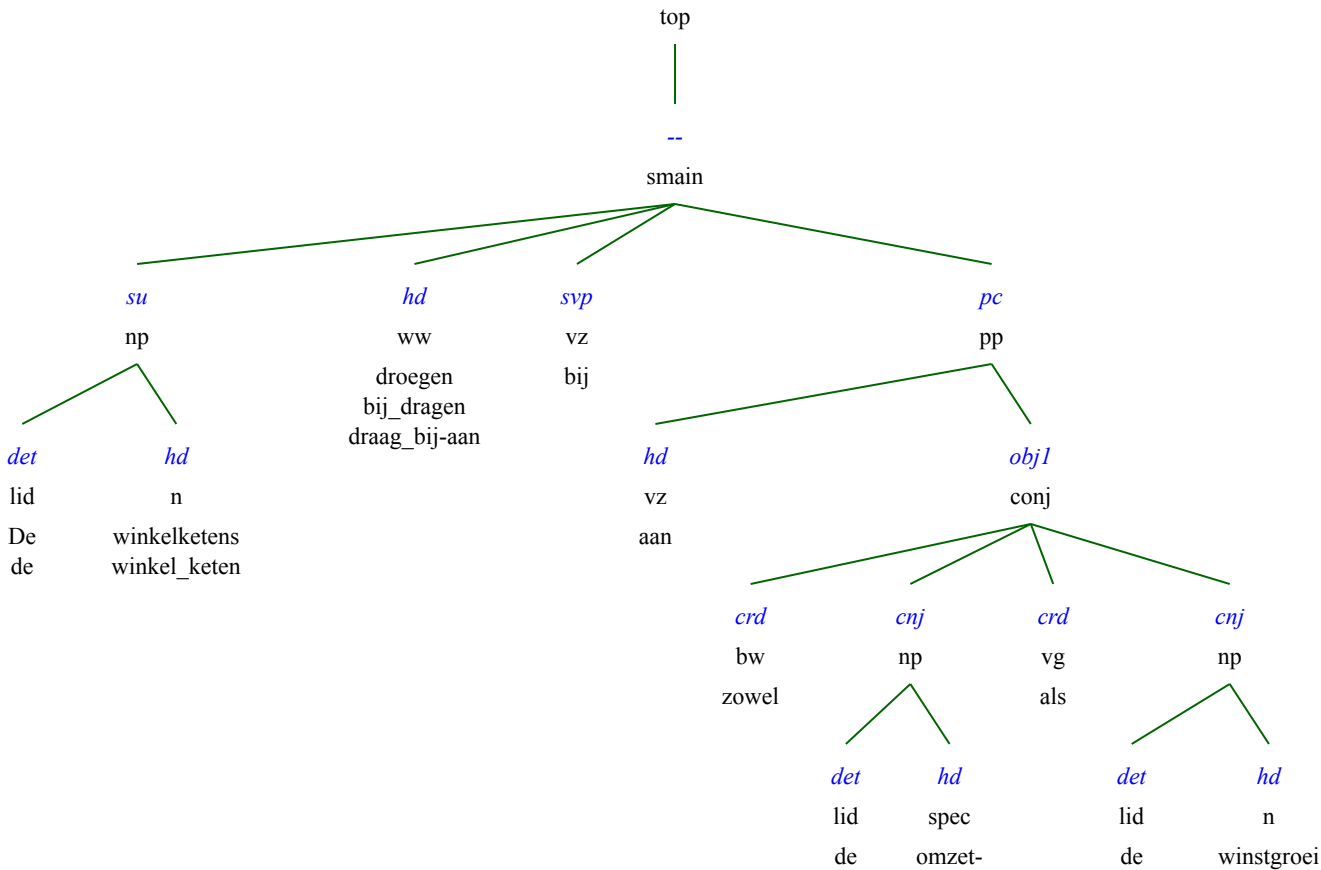 top
--
smain
su hd svp pc
np ww vz pp
droegen bij
bij_dragen
draag_bij-aan
det hd hd obj1
lid n vz conj
De winkelketens aan
de winkel_keten
crd cnj crd cnj
bw np vg np
zowel als
det hd det hd
lid spec lid n
de omzet- de winstgroei